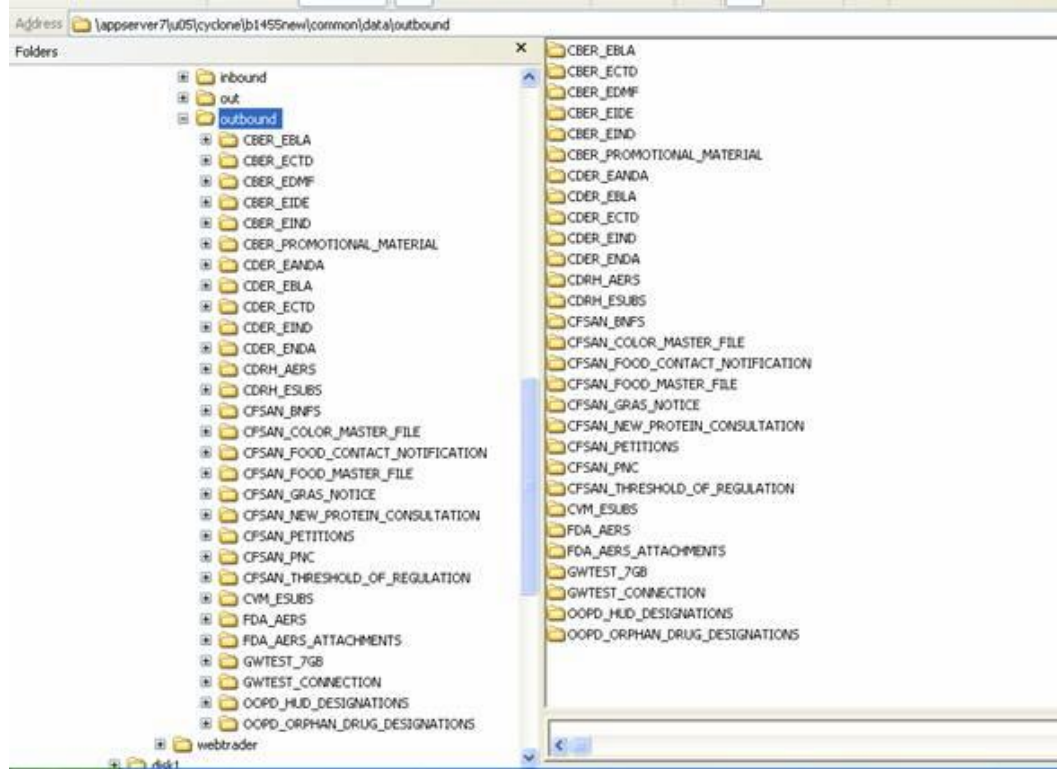 Address \appserver7\u05\cyclone\b1455new\common\data\outbound
Folders
inbound
out
outbound
CBER_EBLA
CBER_ECTD
CBER_EDMF
CBER_EIDE
CBER_EIND
CBER_PROMOTIONAL_MATERIAL
CDER_EANDA
CDER_EBLA
CDER_ECTD
CDER_EIND
CDER_ENDA
CDRH_AERS
CDRH_ESUBS
CFSAN_BNFS
CFSAN_COLOR_MASTER_FILE
CFSAN_FOOD_CONTACT_NOTIFICATION
CFSAN_FOOD_MASTER_FILE
CFSAN_GRAS_NOTICE
CFSAN_NEW_PROTEIN_CONSULTATION
CFSAN_PETITIONS
CFSAN_PNC
CFSAN_THRESHOLD_OF_REGULATION
CVM_ESUBS
FDA_AERS
FDA_AERS_ATTACHMENTS
GWTEST_7GB
GWTEST_CONNECTION
OOPD_HUD_DESIGNATIONS
OOPD_ORPHAN_DRUG_DESIGNATIONS
webtrader
disk1
CBER_EBLA
CBER_ECTD
CBER_EDMF
CBER_EIDE
CBER_EIND
CBER_PROMOTIONAL_MATERIAL
CDER_EANDA
CDER_EBLA
CDER_ECTD
CDER_EIND
CDER_ENDA
CDRH_AERS
CDRH_ESUBS
CFSAN_BNFS
CFSAN_COLOR_MASTER_FILE
CFSAN_FOOD_CONTACT_NOTIFICATION
CFSAN_FOOD_MASTER_FILE
CFSAN_GRAS_NOTICE
CFSAN_NEW_PROTEIN_CONSULTATION
CFSAN_PETITIONS
CFSAN_PNC
CFSAN_THRESHOLD_OF_REGULATION
CVM_ESUBS
FDA_AERS
FDA_AERS_ATTACHMENTS
GWTEST_7GB
GWTEST_CONNECTION
OOPD_HUD_DESIGNATIONS
OOPD_ORPHAN_DRUG_DESIGNATIONS